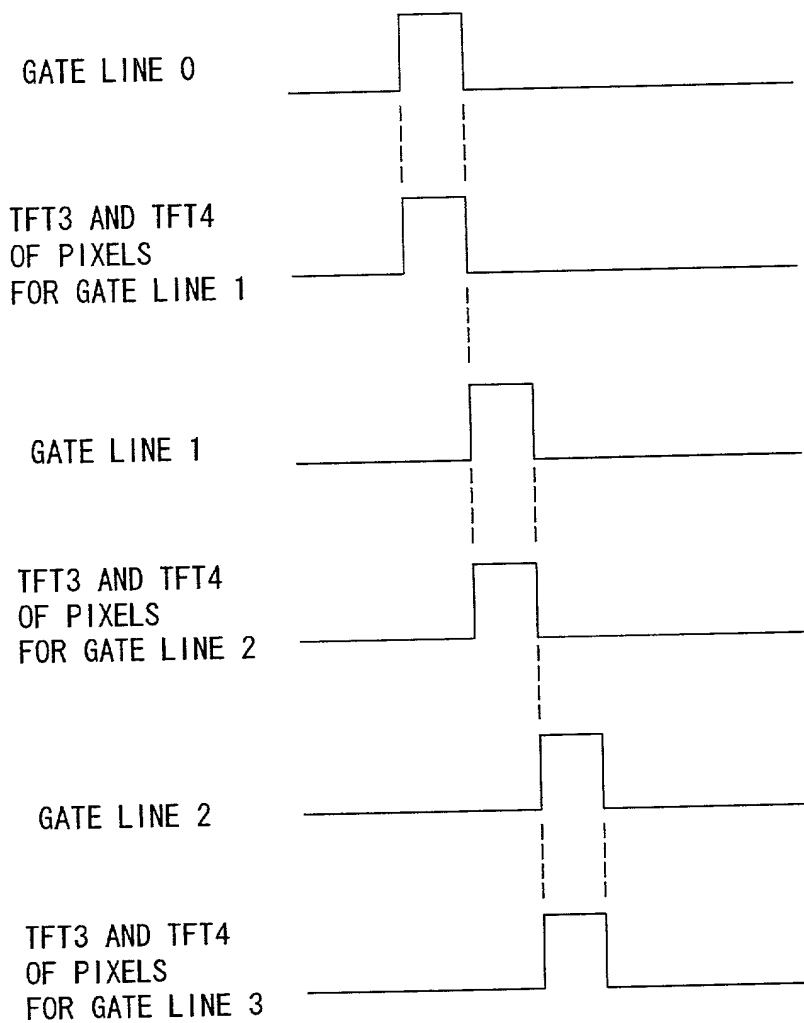 GATE LINE 0
TFT3 AND TFT4
OF PIXELS
FOR GATE LINE 1
GATE LINE 1
TFT3 AND TFT4
OF PIXELS
FOR GATE LINE 2
GATE LINE 2
TFT3 AND TFT4
OF PIXELS
FOR GATE LINE 3